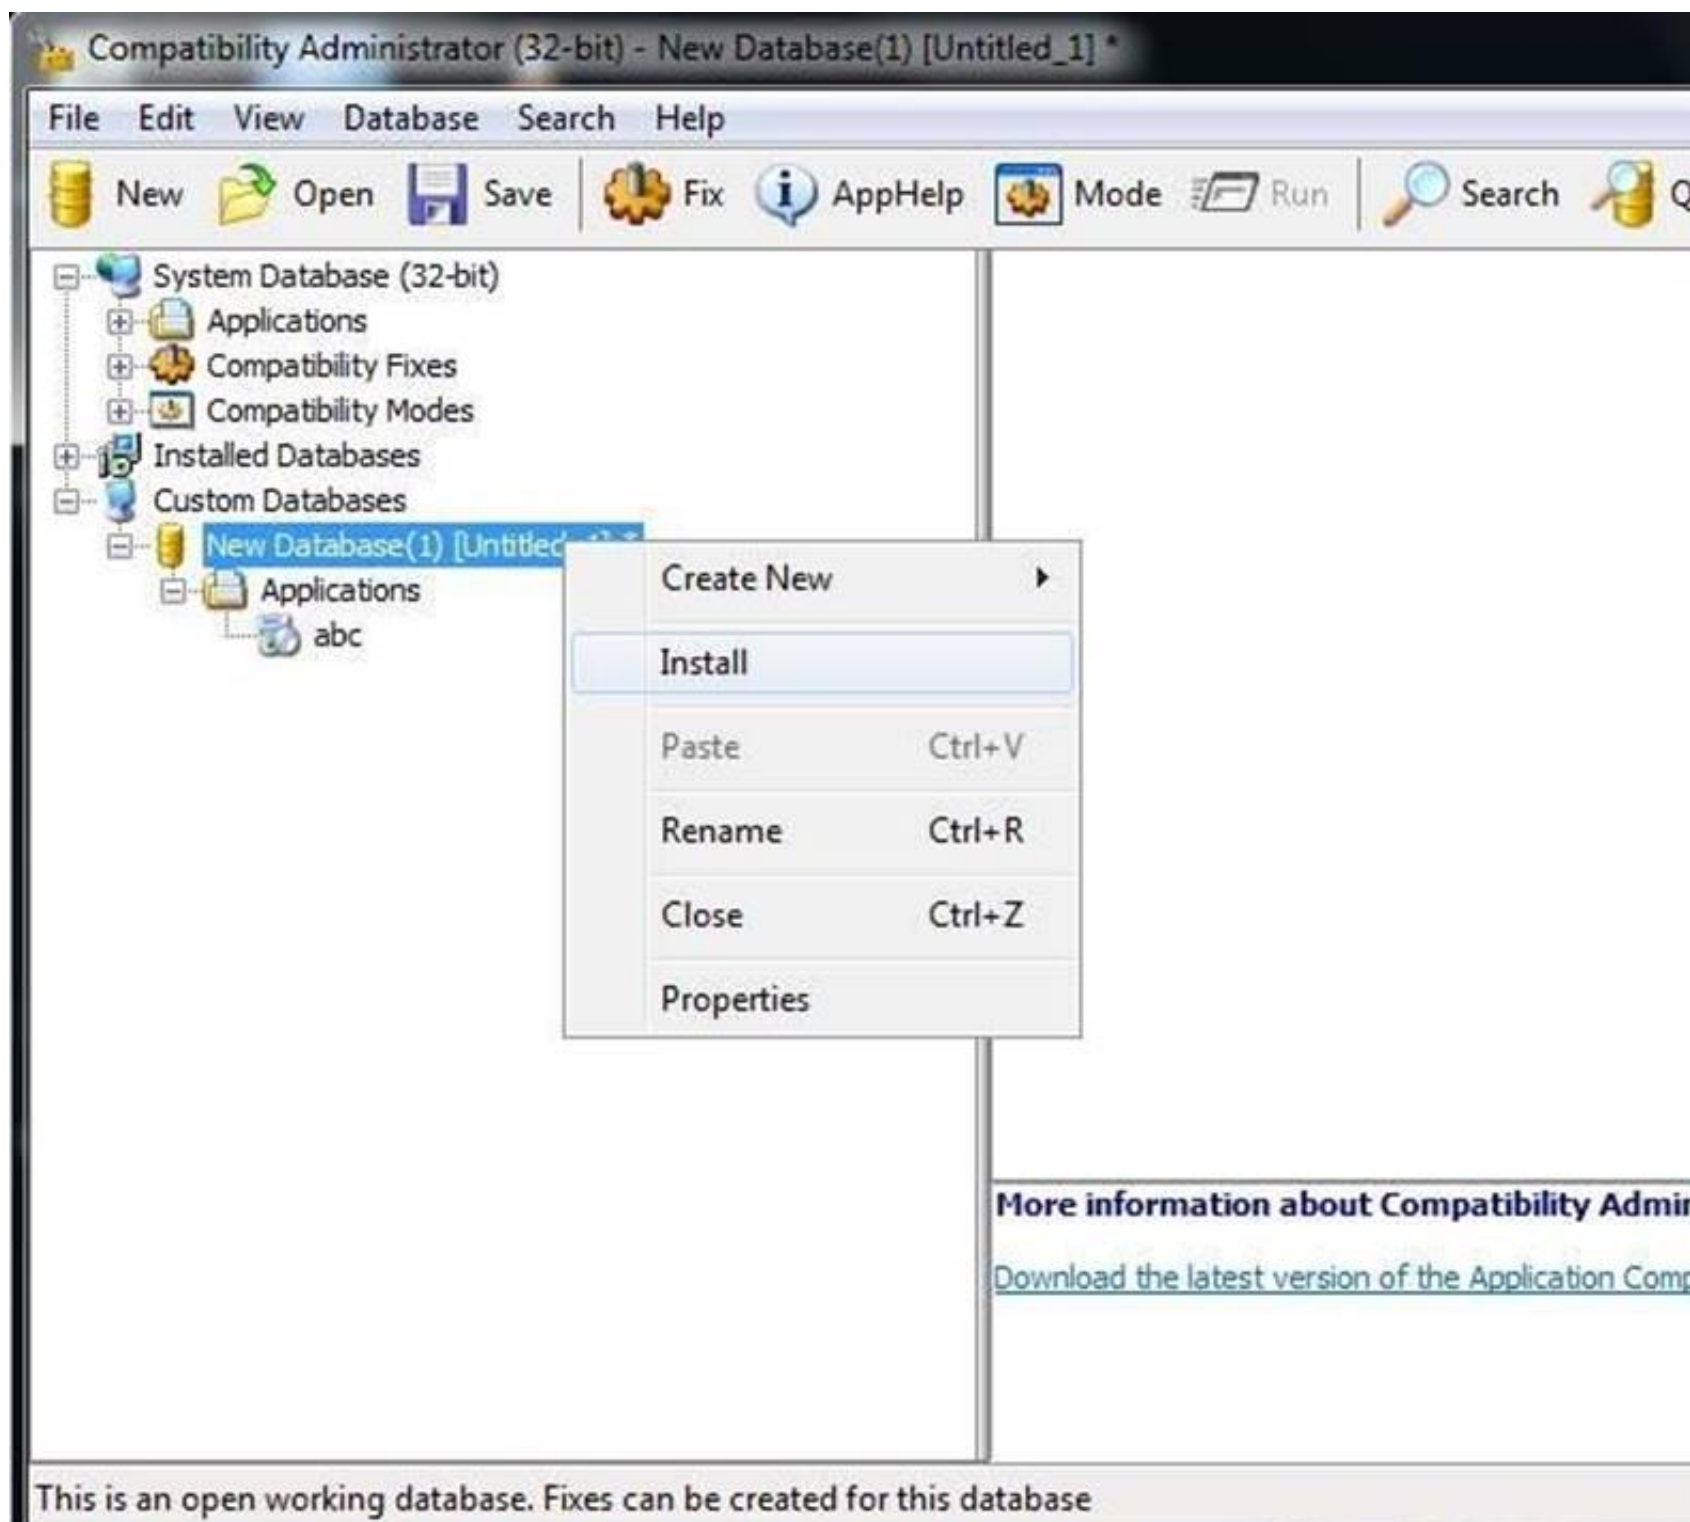 Compatibility Administrator (32-bit) - New Database(1) [Untitled_1] *
File Edit View Database Search Help
New Open Save Fix AppHelp Mode Run Search Q
System Database (32-bit)
Applications
Compatibility Fixes
Compatibility Modes
Installed Databases
Custom Databases
New Database(1) [Untitled_1] *
Applications
abc
Create New
Install
Paste Ctrl+V
Rename Ctrl+R
Close Ctrl+Z
Properties
More information about Compatibility Admin
Download the latest version of the Application Comp
This is an open working database. Fixes can be created for this database